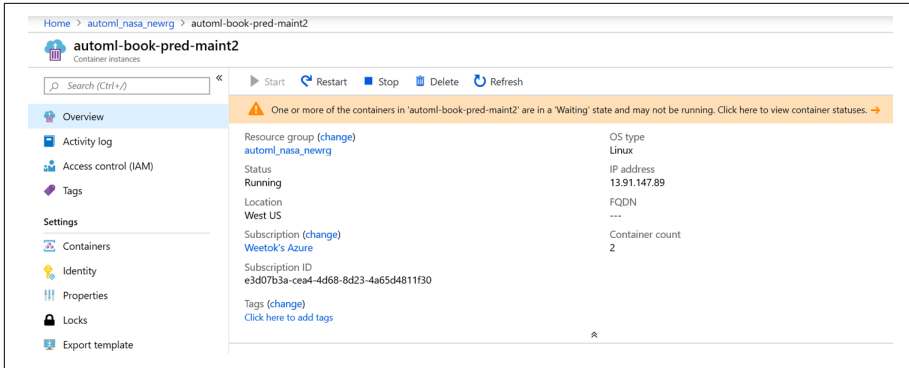 Home > automl_nasa_newrg > automl-book-pred-maint2
automl-book-pred-maint2
Container instances
Search (Ctrl+/)
«
Start Restart Stop Delete Refresh
One or more of the containers in 'automl-book-pred-maint2' are in a 'Waiting' state and may not be running. Click here to view container statuses. →
Overview
Activity log
Access control (IAM)
Tags
Settings
Containers
Identity
Properties
Locks
Export template
Resource group (change)
automl_nasa_newrg
Status
Running
Location
West US
Subscription (change)
Weetok's Azure
Subscription ID
e3d07b3a-cea4-4d68-8d23-4a65d4811f30
Tags (change)
Click here to add tags
OS type
Linux
IP address
13.91.147.89
FQDN
---
Container count
2